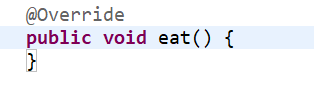 @Override
public void eat() {
}